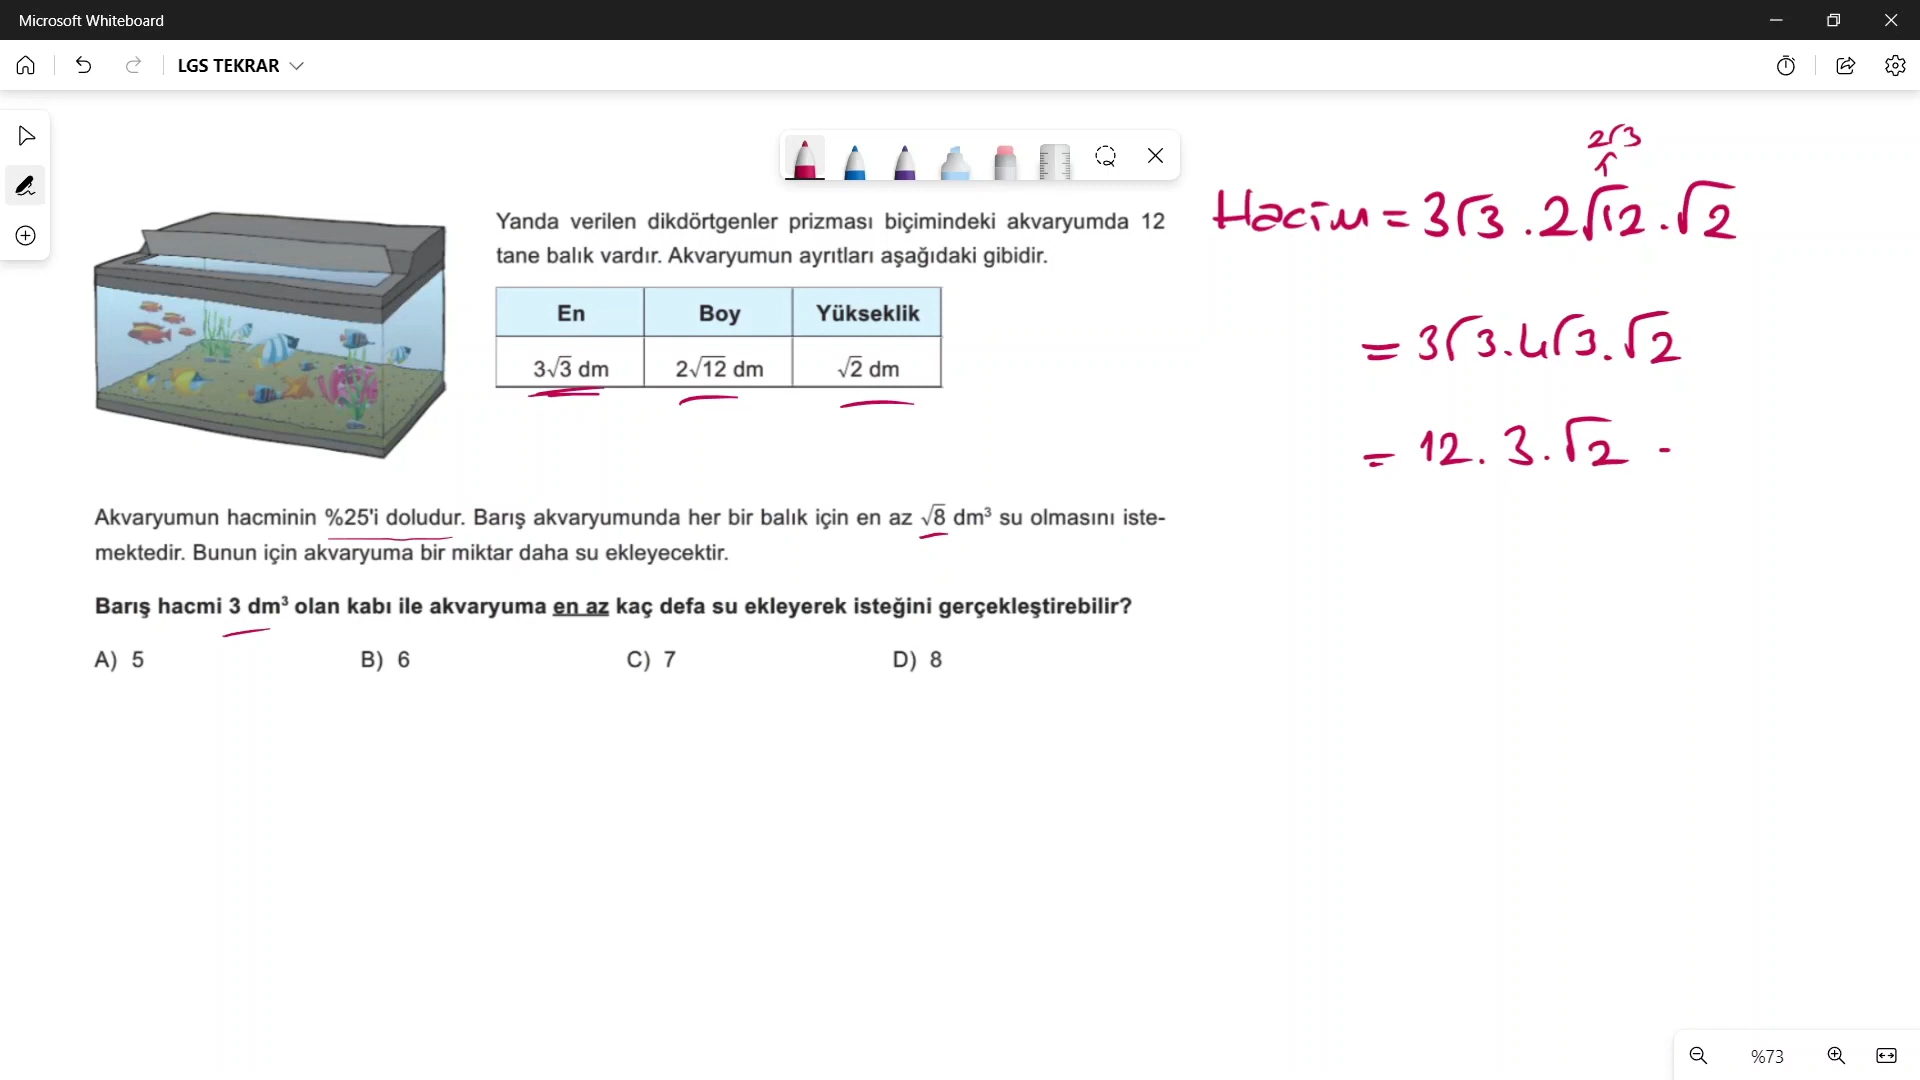 Microsoft Whiteboard
LGS TEKRAR
2√3
Hacim = 3√3 . 2√12 . √2
Yanda verilen dikdörtgenler prizması biçimindeki akvaryumda 12
tane balık vardır. Akvaryumun ayrıtları aşağıdaki gibidir.
En Boy Yükseklik
3√3 dm 2√12 dm √2 dm
= 3√3 . 4√3 . √2
= 12 . 3 . √2 -
Akvaryumun hacminin %25'i doludur. Barış akvaryumunda her bir balık için en az √8 dm³ su olmasını iste-
mektedir. Bunun için akvaryuma bir miktar daha su ekleyecektir.
Barış hacmi 3 dm³ olan kabı ile akvaryuma en az kaç defa su ekleyerek isteğini gerçekleştirebilir?
A) 5 B) 6 C) 7 D) 8
%73